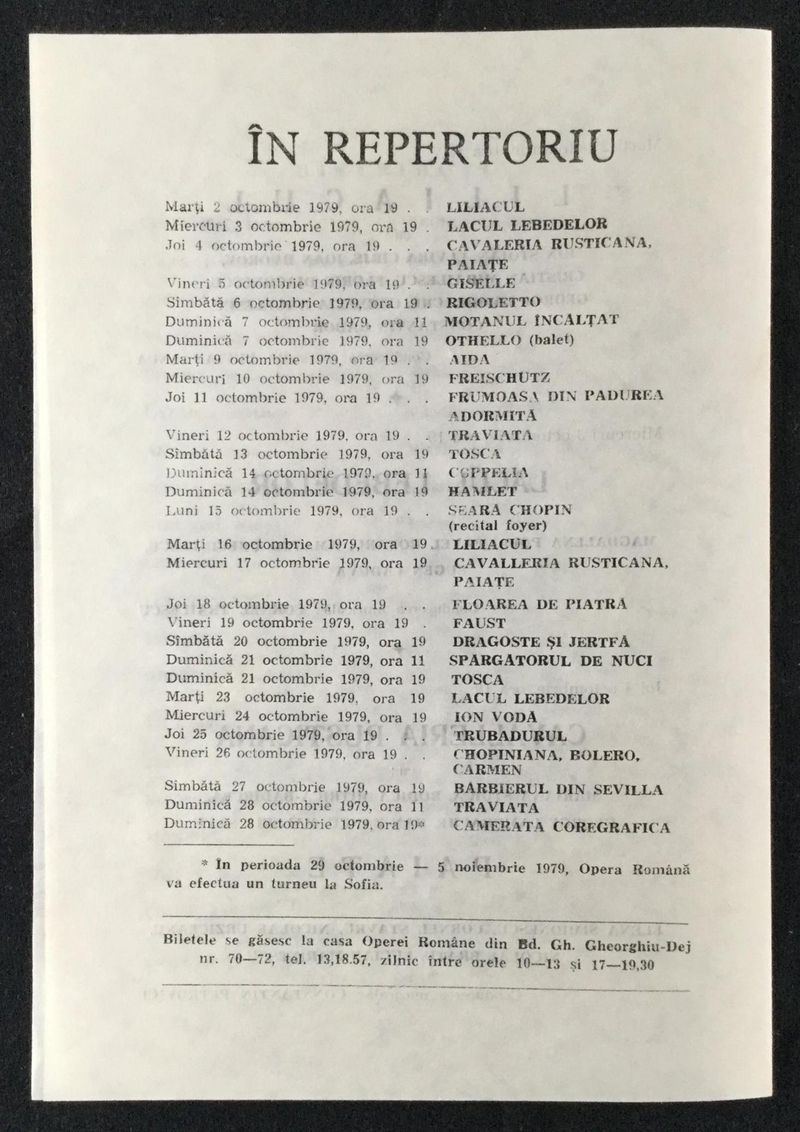 ÎN REPERTORIU
Marți 2 octombrie 1979, ora 19 . . LILIACUL
Miercuri 3 octombrie 1979, ora 19 . LACUL LEBEDELOR
Joi 4 octombrie 1979, ora 19 . . . CAVALERIA RUSTICANA,
PAIAȚE
Vineri 5 octombrie 1979, ora 19 . . GISELLE
Sîmbătă 6 octombrie 1979, ora 19 . RIGOLETTO
Duminică 7 octombrie 1979, ora 11 MOTANUL ÎNCALȚAT
Duminică 7 octombrie 1979, ora 19 OTHELLO (balet)
Marți 9 octombrie 1979, ora 19 . . AIDA
Miercuri 10 octombrie 1979, ora 19 FREISCHUTZ
Joi 11 octombrie 1979, ora 19 . . . FRUMOASA DIN PADUREA
ADORMITĂ
Vineri 12 octombrie 1979, ora 19 . . TRAVIATA
Sîmbătă 13 octombrie 1979, ora 19 TOSCA
Duminică 14 octombrie 1979, ora 11 COPPELIA
Duminică 14 octombrie 1979, ora 19 HAMLET
Luni 15 octombrie 1979, ora 19 . . SEARĂ CHOPIN
(recital foyer)
Marți 16 octombrie 1979, ora 19. LILIACUL
Miercuri 17 octombrie 1979, ora 19 CAVALLERIA RUSTICANA,
PAIAȚE
Joi 18 octombrie 1979, ora 19 . . FLOAREA DE PIATRĂ
Vineri 19 octombrie 1979, ora 19 . FAUST
Sîmbătă 20 octombrie 1979, ora 19 DRAGOSTE ȘI JERTFĂ
Duminică 21 octombrie 1979, ora 11 SPĂRGĂTORUL DE NUCI
Duminică 21 octombrie 1979, ora 19 TOSCA
Marți 23 octombrie 1979, ora 19 LACUL LEBEDELOR
Miercuri 24 octombrie 1979, ora 19 ION VODĂ
Joi 25 octombrie 1979, ora 19 . . . TRUBADURUL
Vineri 26 octombrie 1979, ora 19 . . CHOPINIANA, BOLERO,
CARMEN
Sîmbătă 27 octombrie 1979, ora 19 BĂRBIERUL DIN SEVILLA
Duminică 28 octombrie 1979, ora 11 TRAVIATA
Duminică 28 octombrie 1979, ora 19* CAMERATA COREGRAFICA
* În perioada 29 octombrie — 5 noiembrie 1979, Opera Română
va efectua un turneu la Sofia.
Biletele se găsesc la casa Operei Române din Bd. Gh. Gheorghiu-Dej
nr. 70—72, tel. 13,18.57, zilnic între orele 10—13 și 17—19,30